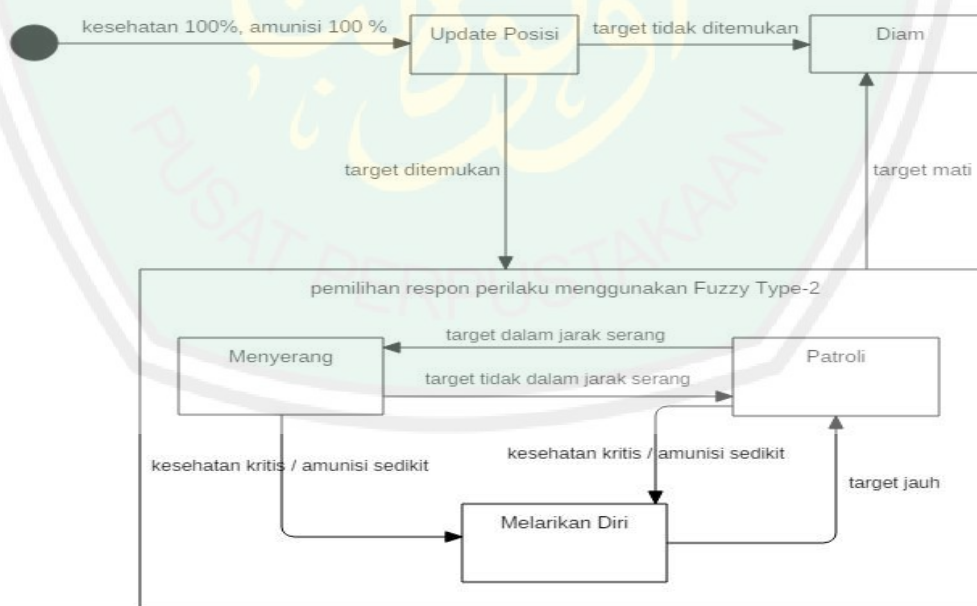 kesehatan 100%, amunisi 100 %
Update Posisi
target tidak ditemukan
Diam
target ditemukan
target mati
PUSAT PERPUSTAKAAN
pemilihan respon perilaku menggunakan Fuzzy Type-2
target dalam jarak serang
Menyerang
Patroli
target tidak dalam jarak serang
kesehatan kritis / amunisi sedikit
kesehatan kritis / amunisi sedikit
target jauh
Melarikan Diri